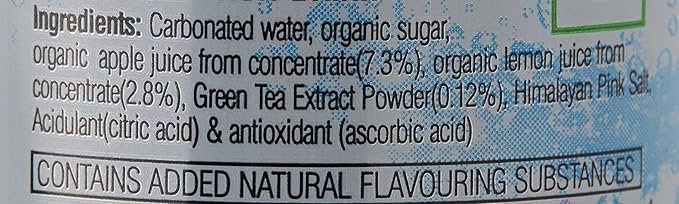 Ingredients: Carbonated water, organic sugar,
organic apple juice from concentrate(7.3%), organic lemon juice from
concentrate(2.8%), Green Tea Extract Powder(0.12%), Himalayan Pink Salt,
Acidulant(citric acid) & antioxidant (ascorbic acid)
CONTAINS ADDED NATURAL FLAVOURING SUBSTANCES